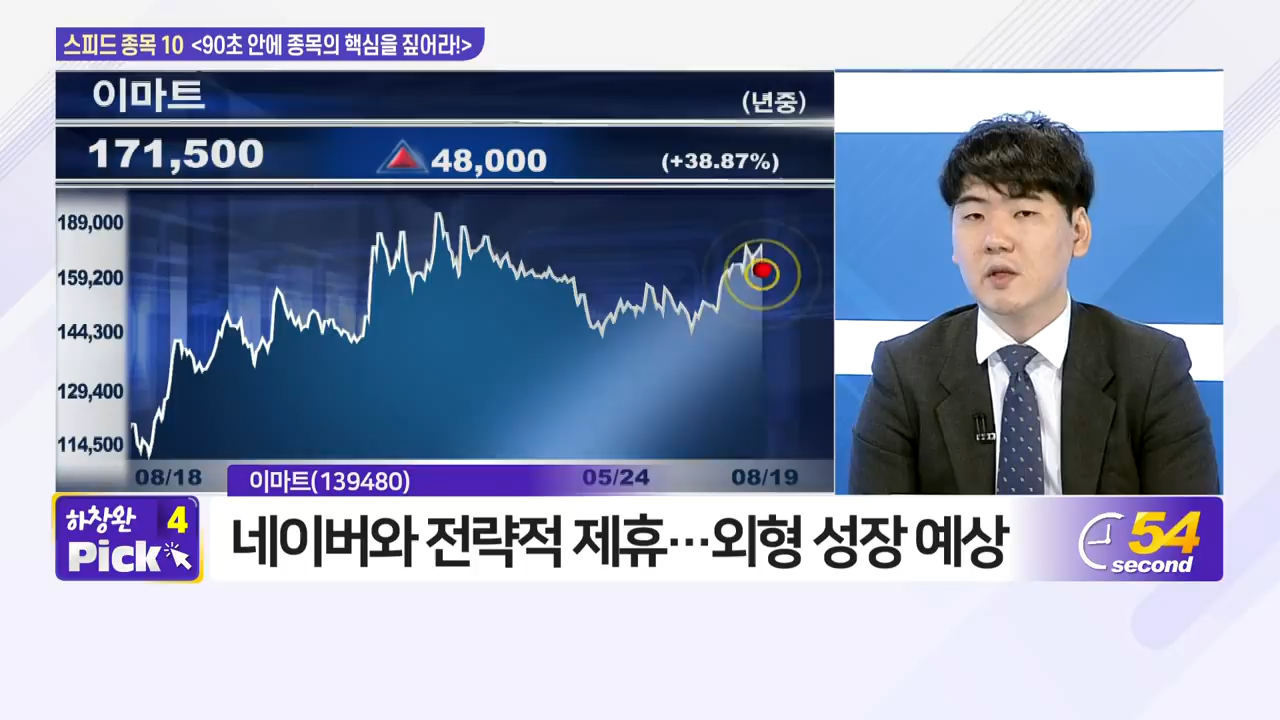 스피드 종목 10 <90초 안에 종목의 핵심을 짚어라!>
이마트
(년중)
171,500 ▲ 48,000 (+38.87%)
189,000
159,200
144,300
129,400
114,500
08/18 05/24 08/19
이마트(139480)
하창완 4
Pick
네이버와 전략적 제휴…외형 성장 예상
54
second